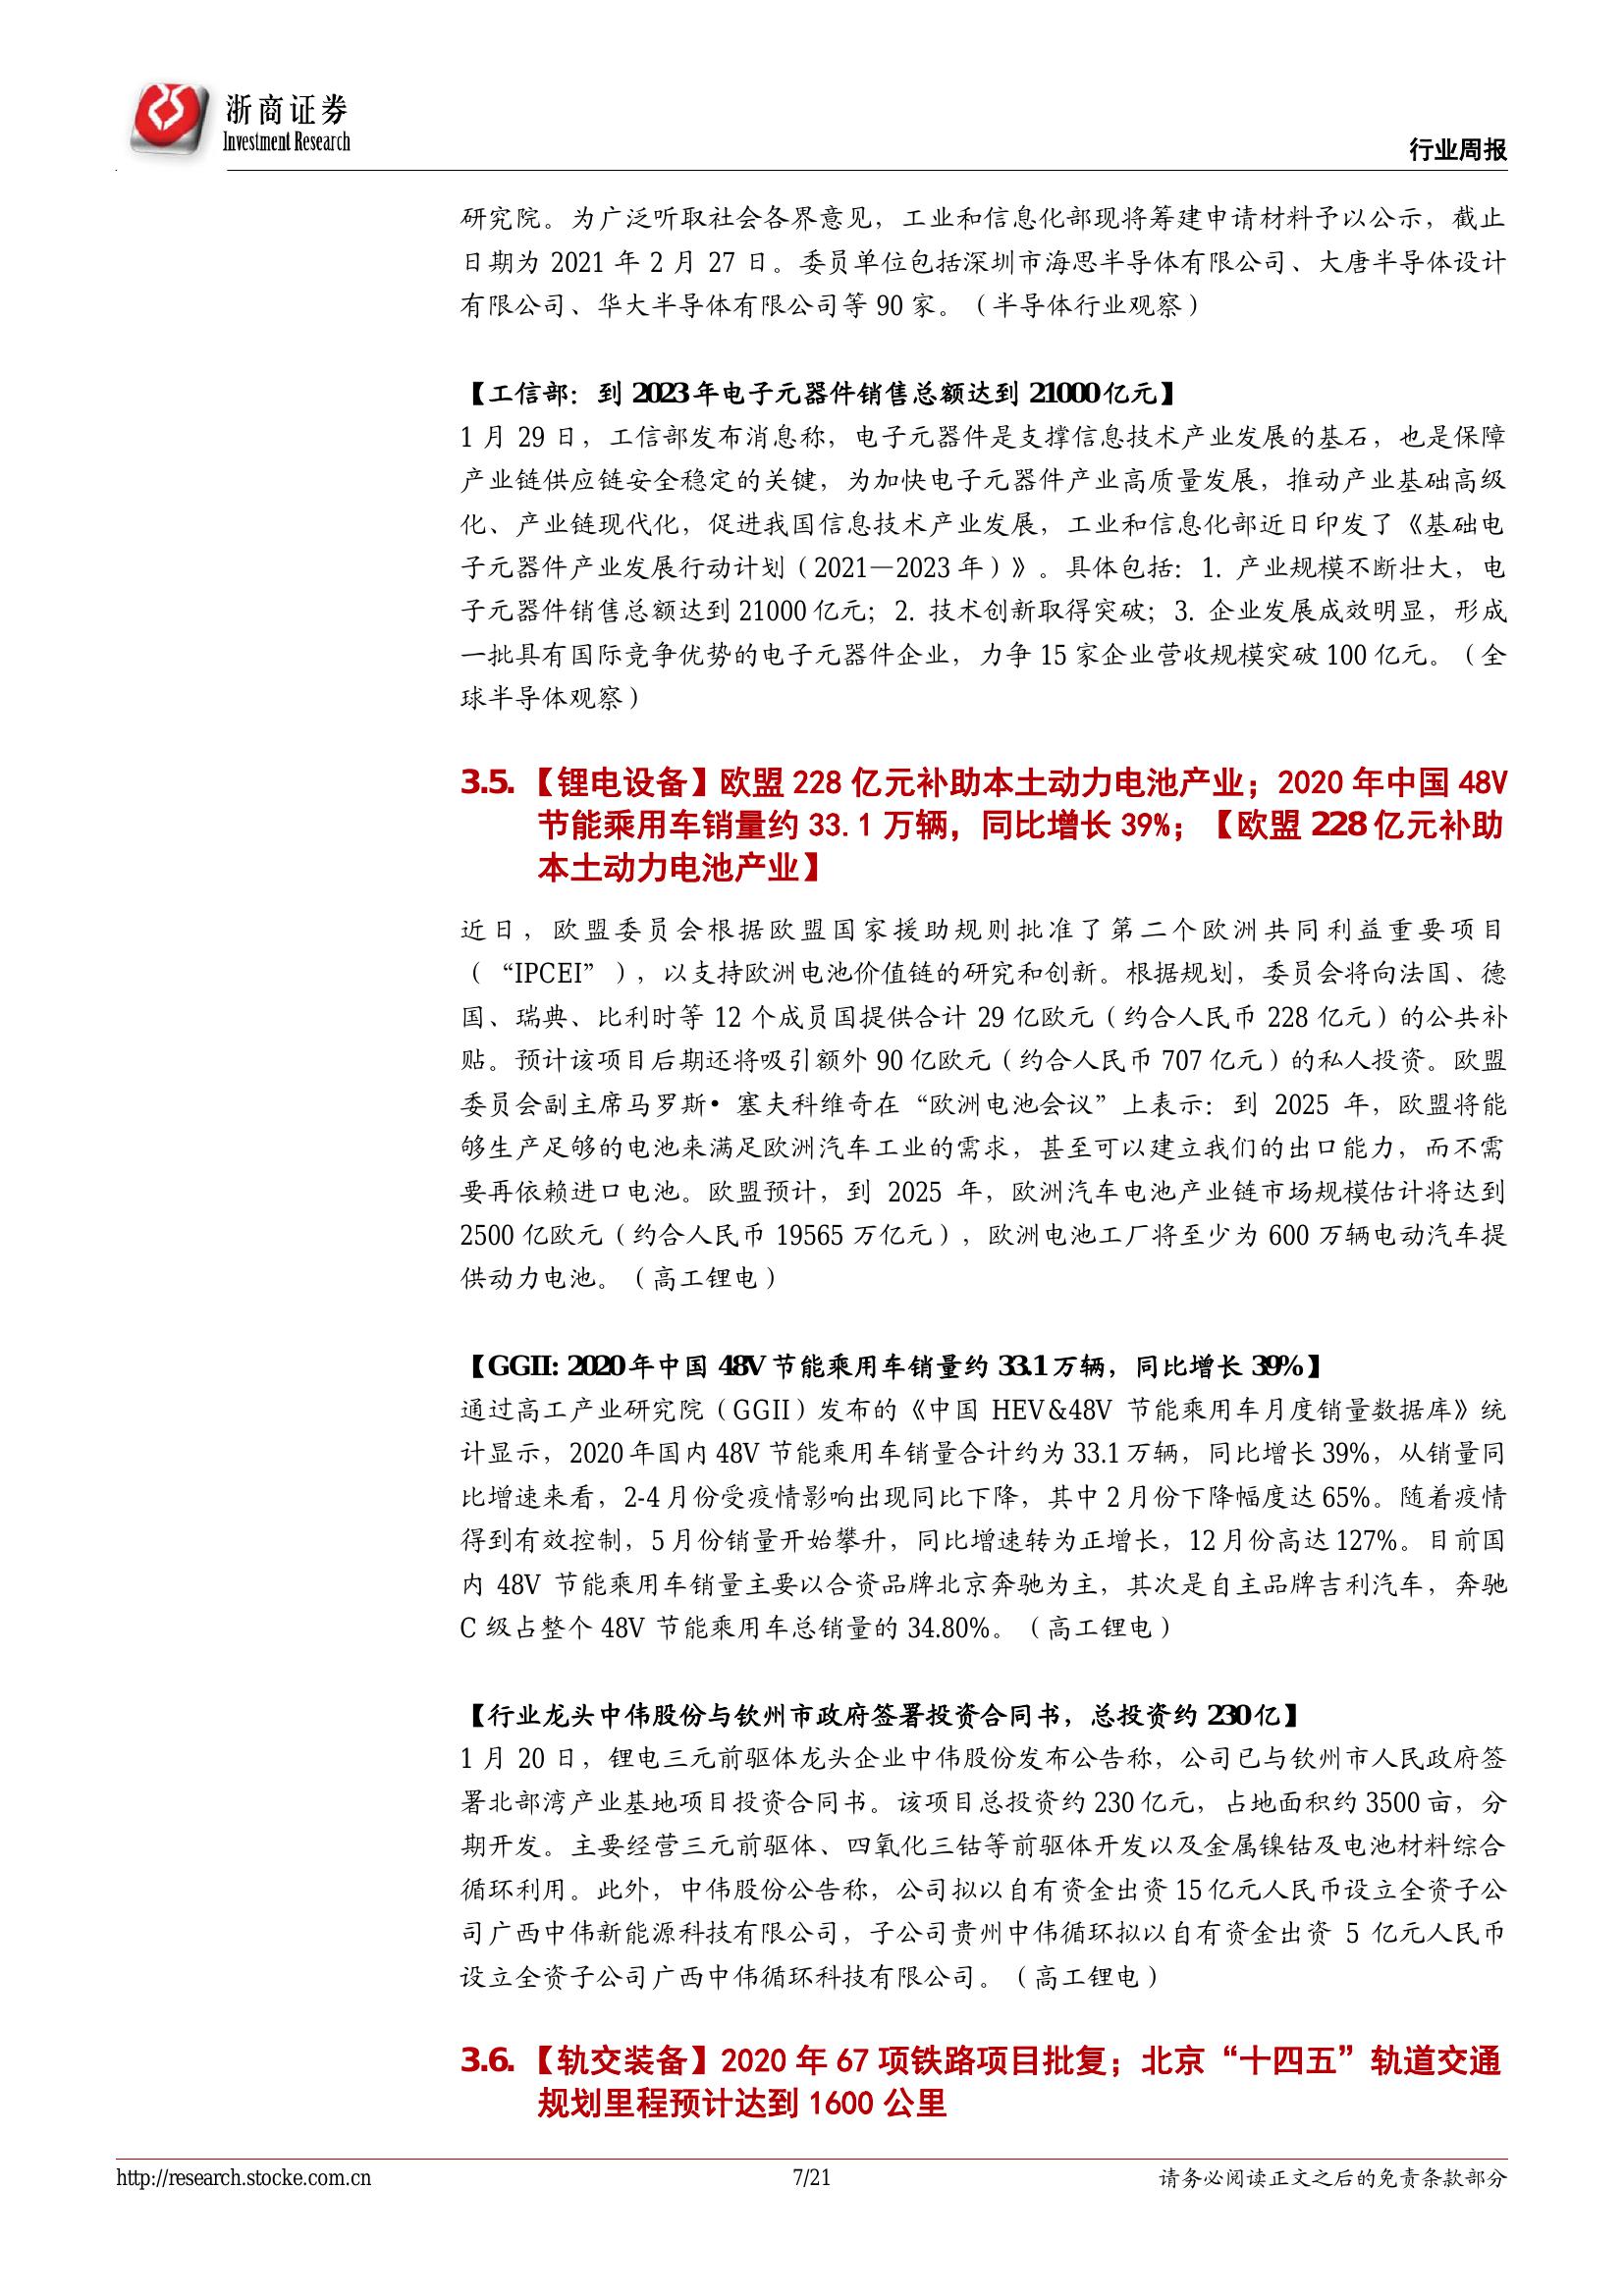 浙商证券
Investment Research
行业周报
研究院。为广泛听取社会各界意见，工业和信息化部现将筹建申请材料予以公示，截止
日期为 2021 年 2 月 27 日。委员单位包括深圳市海思半导体有限公司、大唐半导体设计
有限公司、华大半导体有限公司等 90 家。（半导体行业观察）
【工信部：到 2023 年电子元器件销售总额达到 21000 亿元】
1 月 29 日，工信部发布消息称，电子元器件是支撑信息技术产业发展的基石，也是保障
产业链供应链安全稳定的关键，为加快电子元器件产业高质量发展，推动产业基础高级
化、产业链现代化，促进我国信息技术产业发展，工业和信息化部近日印发了《基础电
子元器件产业发展行动计划（2021—2023 年）》。具体包括：1. 产业规模不断壮大，电
子元器件销售总额达到 21000 亿元；2. 技术创新取得突破；3. 企业发展成效明显，形成
一批具有国际竞争优势的电子元器件企业，力争 15 家企业营收规模突破 100 亿元。（全
球半导体观察）
3.5.【锂电设备】欧盟 228 亿元补助本土动力电池产业；2020 年中国 48V
节能乘用车销量约 33.1 万辆，同比增长 39%；【欧盟 228 亿元补助
本土动力电池产业】
近日，欧盟委员会根据欧盟国家援助规则批准了第二个欧洲共同利益重要项目
（“IPCEI”），以支持欧洲电池价值链的研究和创新。根据规划，委员会将向法国、德
国、瑞典、比利时等 12 个成员国提供合计 29 亿欧元（约合人民币 228 亿元）的公共补
贴。预计该项目后期还将吸引额外 90 亿欧元（约合人民币 707 亿元）的私人投资。欧盟
委员会副主席马罗斯• 塞夫科维奇在“欧洲电池会议”上表示：到 2025 年，欧盟将能
够生产足够的电池来满足欧洲汽车工业的需求，甚至可以建立我们的出口能力，而不需
要再依赖进口电池。欧盟预计，到 2025 年，欧洲汽车电池产业链市场规模估计将达到
2500 亿欧元（约合人民币 19565 万亿元），欧洲电池工厂将至少为 600 万辆电动汽车提
供动力电池。（高工锂电）
【GGII: 2020 年中国 48V 节能乘用车销量约 33.1 万辆，同比增长 39%】
通过高工产业研究院（GGII）发布的《中国 HEV&48V 节能乘用车月度销量数据库》统
计显示，2020 年国内 48V 节能乘用车销量合计约为 33.1 万辆，同比增长 39%，从销量同
比增速来看，2-4 月份受疫情影响出现同比下降，其中 2 月份下降幅度达 65%。随着疫情
得到有效控制，5 月份销量开始攀升，同比增速转为正增长，12 月份高达 127%。目前国
内 48V 节能乘用车销量主要以合资品牌北京奔驰为主，其次是自主品牌吉利汽车，奔驰
C 级占整个 48V 节能乘用车总销量的 34.80%。（高工锂电）
【行业龙头中伟股份与钦州市政府签署投资合同书，总投资约 230 亿】
1 月 20 日，锂电三元前驱体龙头企业中伟股份发布公告称，公司已与钦州市人民政府签
署北部湾产业基地项目投资合同书。该项目总投资约 230 亿元，占地面积约 3500 亩，分
期开发。主要经营三元前驱体、四氧化三钴等前驱体开发以及金属镍钴及电池材料综合
循环利用。此外，中伟股份公告称，公司拟以自有资金出资 15 亿元人民币设立全资子公
司广西中伟新能源科技有限公司，子公司贵州中伟循环拟以自有资金出资 5 亿元人民币
设立全资子公司广西中伟循环科技有限公司。（高工锂电）
3.6.【轨交装备】2020 年 67 项铁路项目批复；北京“十四五”轨道交通
规划里程预计达到 1600 公里
http://research.stocke.com.cn
7/21
请务必阅读正文之后的免责条款部分